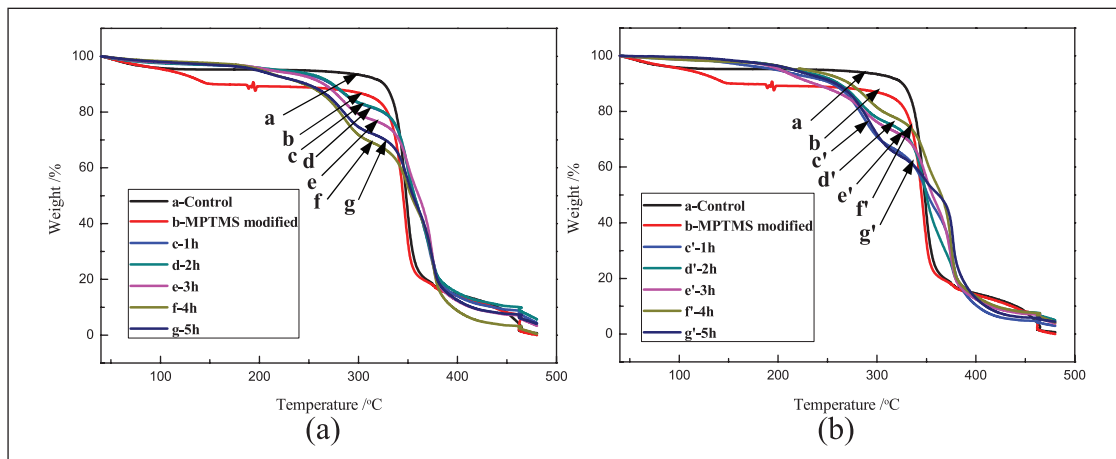 100
80
60
40
20
0
Weight /%
a
b
c
d
e
f
g
a-Control
b-MPTMS modified
c-1h
d-2h
e-3h
f-4h
g-5h
100 200 300 400 500
Temperature /°C
(a)
100
80
60
40
20
0
Weight /%
a
b
c'
d'
e'
f'
g'
a-Control
b-MPTMS modified
c'-1h
d'-2h
e'-3h
f'-4h
g'-5h
100 200 300 400 500
Temperature /°C
(b)